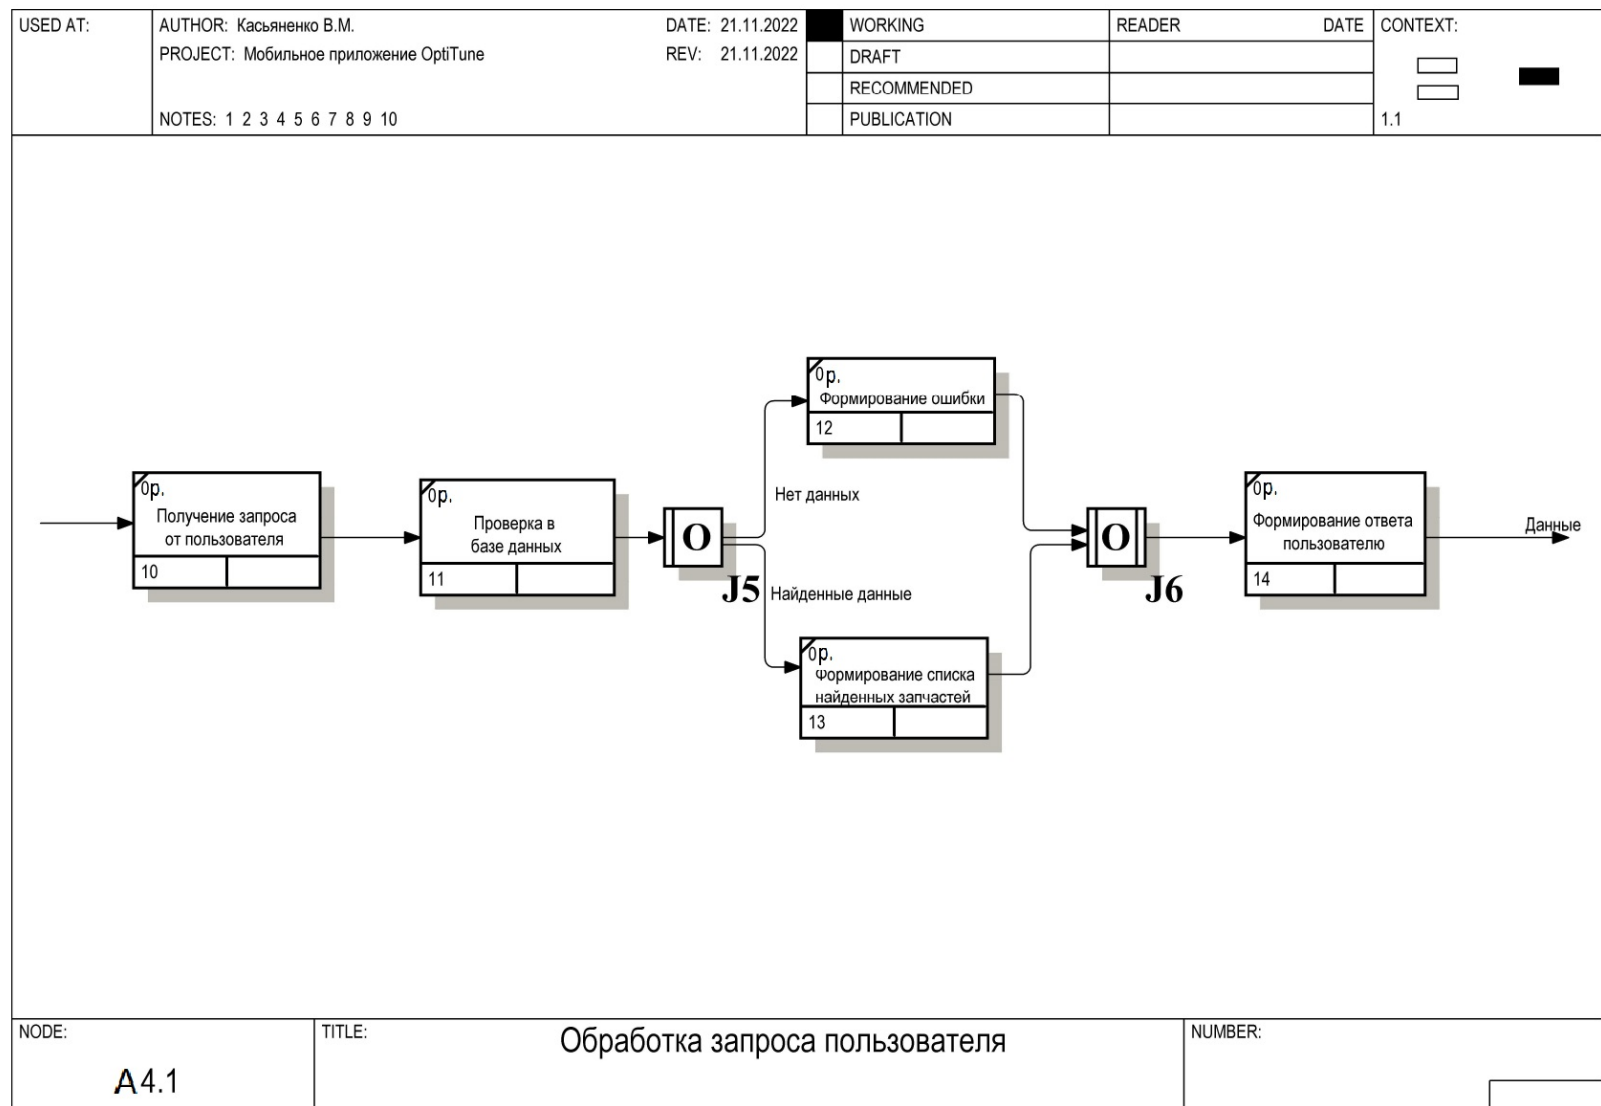 USED AT:
AUTHOR: Касьяненко В.М.
DATE: 21.11.2022
PROJECT: Мобильное приложение OptiTune
REV: 21.11.2022
NOTES: 1 2 3 4 5 6 7 8 9 10
WORKING
DRAFT
RECOMMENDED
PUBLICATION
READER
DATE
CONTEXT:
1.1
0р.
Формирование ошибки
12
Нет данных
0р.
Получение запроса
от пользователя
10
0р.
Проверка в
базе данных
11
O
J5
Найденные данные
0р.
Формирование списка
найденных запчастей
13
O
J6
0р.
Формирование ответа
пользователю
14
Данные
NODE:
A4.1
TITLE:
Обработка запроса пользователя
NUMBER: